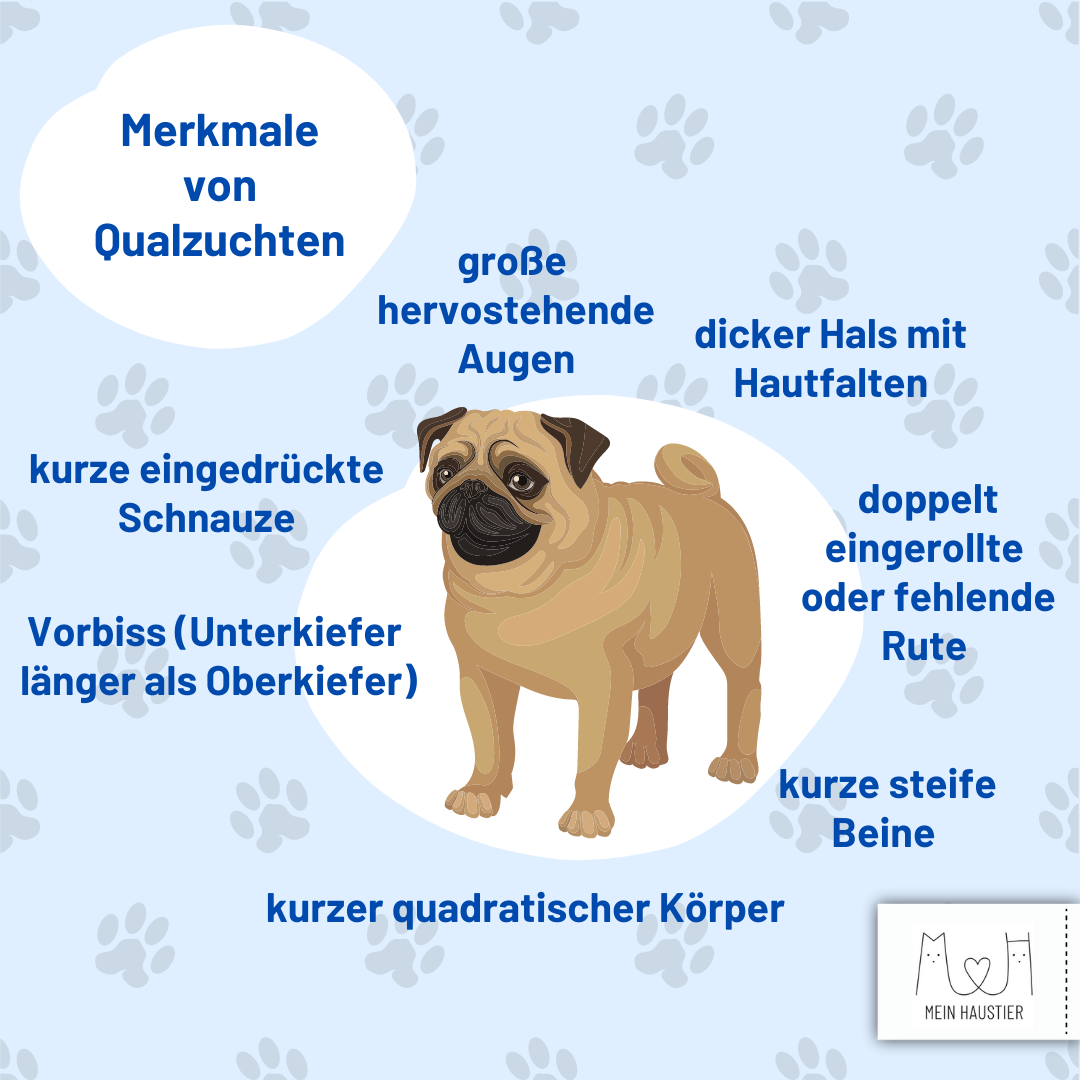 Merkmale
von
Qualzuchten
große
hervostehende
Augen
dicker Hals mit
Hautfalten
kurze eingedrückte
Schnauze
doppelt
eingerollte
oder fehlende
Rute
Vorbiss (Unterkiefer
länger als Oberkiefer)
kurze steife
Beine
kurzer quadratischer Körper
MEIN HAUSTIER